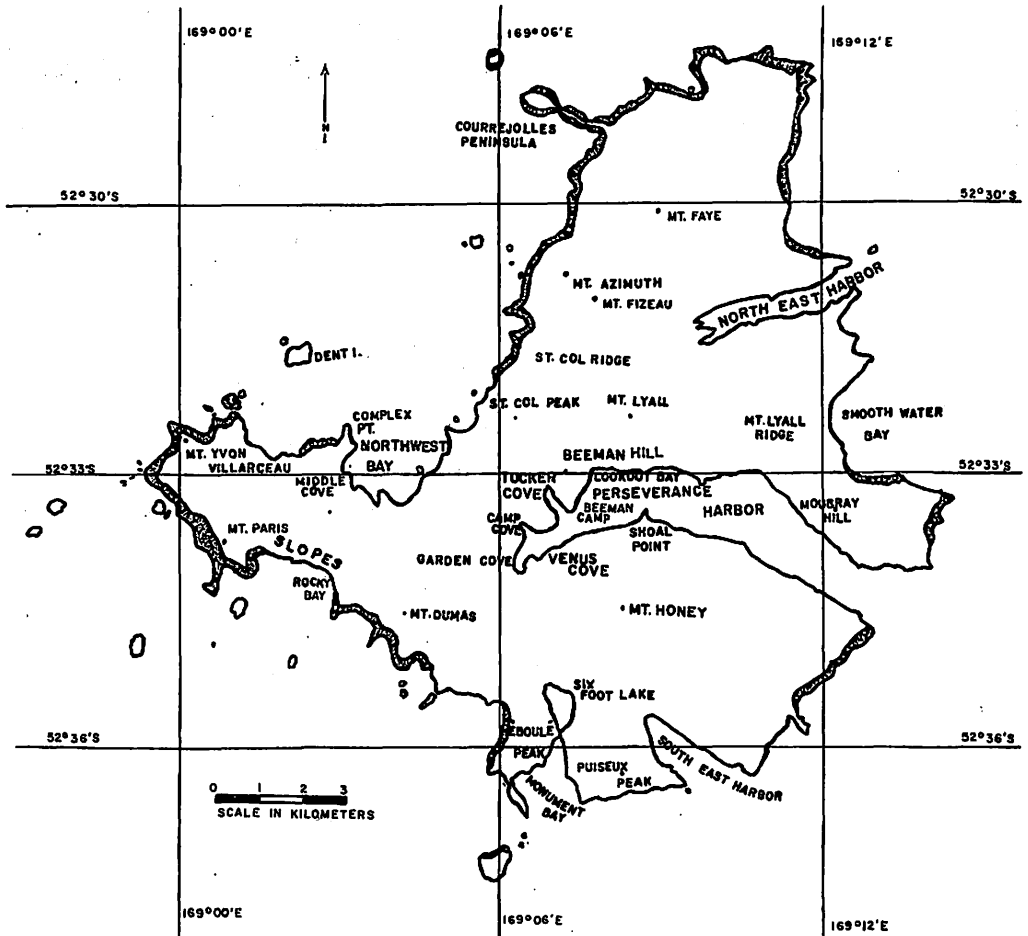 169°00'E
169°06'E
169°12'E
N
COURREJOLLES
PENINSULA
52°30'S
52°30'S
MT. FAYE
MT. AZIMUTH
MT. FIZEAU
NORTH EAST HARBOR
DENT I.
ST. COL RIDGE
ST. COL PEAK
MT. LYALL
COMPLEX
PT.
NORTHWEST
BAY
MT. LYALL
RIDGE
SMOOTH WATER
BAY
MT. YVON
VILLARCEAU
52°33'S
52°33'S
MIDDLE
COVE
BEEMAN HILL
TUCKER
COVE
COOKOUT BAY
PERSEVERANCE
HARBOR
BEEMAN
CAMP
CAMP
COVE
MOUBRAY
HILL
SHOAL
POINT
MT. PARIS
SLOPES
GARDEN COVE
VENUS
COVE
ROCKY
BAY
MT. DUMAS
MT. HONEY
SIX
FOOT LAKE
52°36'S
52°36'S
EBOULE
PEAK
PUISEUX
PEAK
SOUTH EAST HARBOR
MONUMENT
BAY
0 1 2 3
SCALE IN KILOMETERS
169°00'E
169°06'E
169°12'E